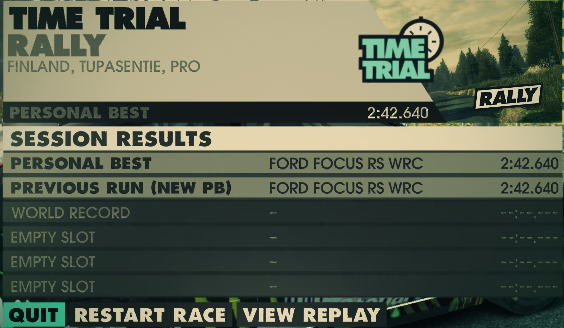 TIME TRIAL
RALLY
FINLAND, TUPASENTIE, PRO
TIME
TRIAL
RALLY
PERSONAL BEST 2:42.640
SESSION RESULTS
PERSONAL BEST FORD FOCUS RS WRC 2:42.640
PREVIOUS RUN (NEW PB) FORD FOCUS RS WRC 2:42.640
WORLD RECORD – --:--.---
EMPTY SLOT – --:--.---
EMPTY SLOT – --:--.---
EMPTY SLOT – --:--.---
QUIT RESTART RACE VIEW REPLAY